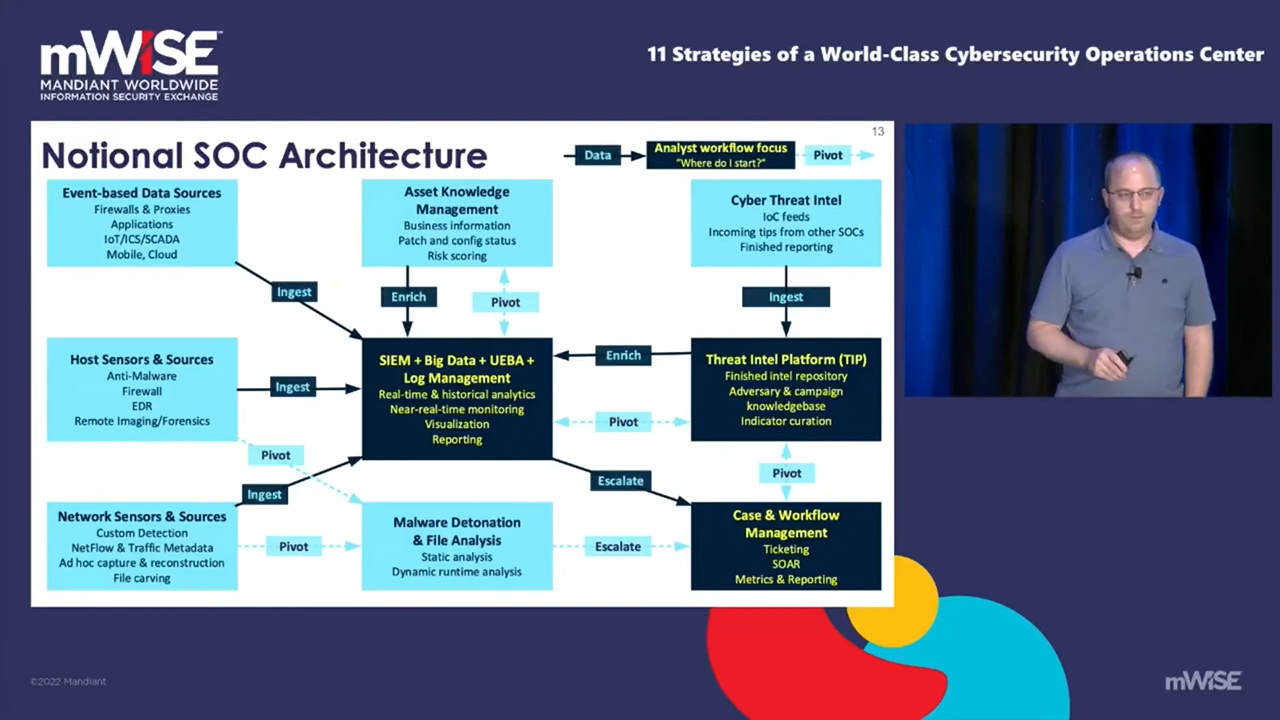 mWISE™
MANDIANT WORLDWIDE
INFORMATION SECURITY EXCHANGE
11 Strategies of a World-Class Cybersecurity Operations Center
13
Notional SOC Architecture
Data
Analyst workflow focus
"Where do I start?"
Pivot
Event-based Data Sources
Firewalls & Proxies
Applications
IoT/ICS/SCADA
Mobile, Cloud
Asset Knowledge
Management
Business information
Patch and config status
Risk scoring
Cyber Threat Intel
IoC feeds
Incoming tips from other SOCs
Finished reporting
Ingest
Enrich
Pivot
Ingest
Host Sensors & Sources
Anti-Malware
Firewall
EDR
Remote Imaging/Forensics
Ingest
SIEM + Big Data + UEBA +
Log Management
Real-time & historical analytics
Near-real-time monitoring
Visualization
Reporting
Enrich
Pivot
Threat Intel Platform (TIP)
Finished intel repository
Adversary & campaign
knowledgebase
Indicator curation
Pivot
Ingest
Escalate
Pivot
Network Sensors & Sources
Custom Detection
NetFlow & Traffic Metadata
Ad hoc capture & reconstruction
File carving
Pivot
Malware Detonation
& File Analysis
Static analysis
Dynamic runtime analysis
Escalate
Case & Workflow
Management
Ticketing
SOAR
Metrics & Reporting
©2022 Mandiant
mWISE